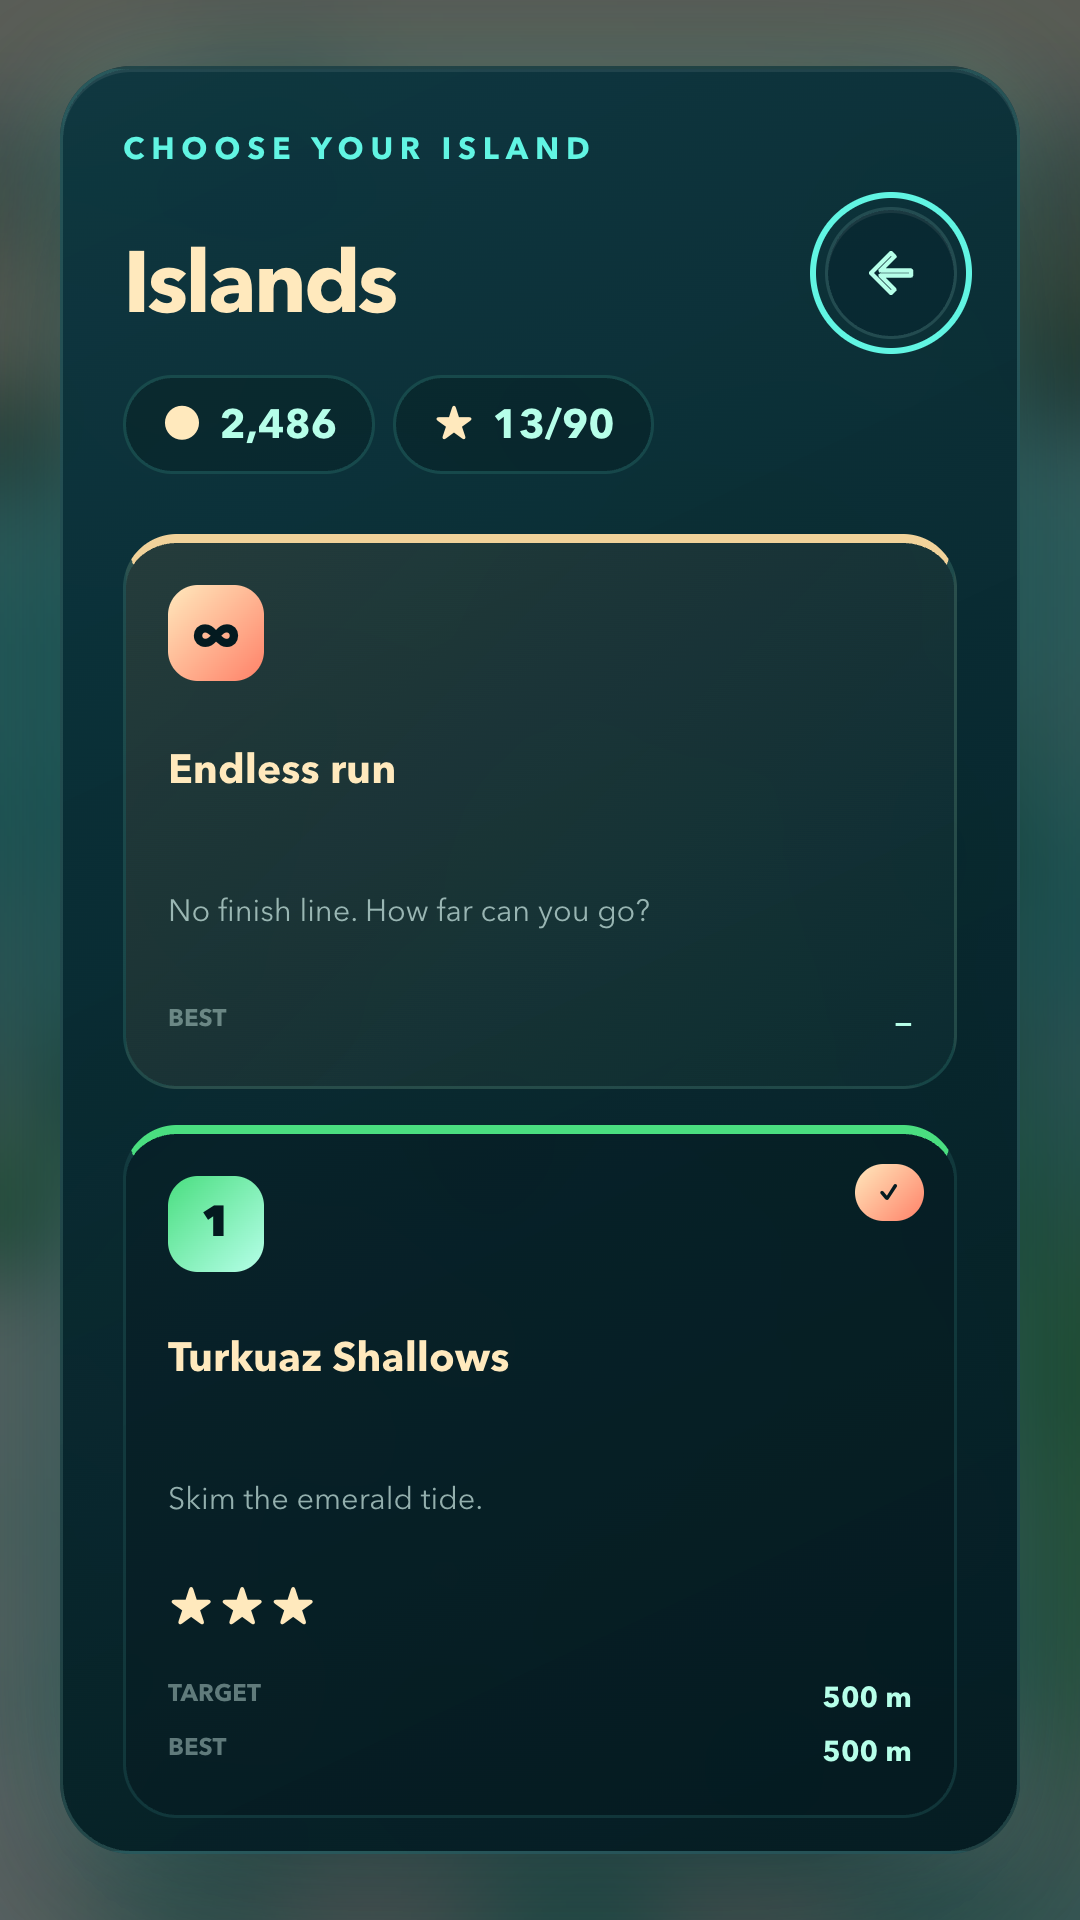 CHOOSE YOUR ISLAND
Islands
2,486
13/90
∞
Endless run
No finish line. How far can you go?
BEST –
1
Turkuaz Shallows
Skim the emerald tide.
TARGET 500 m
BEST 500 m